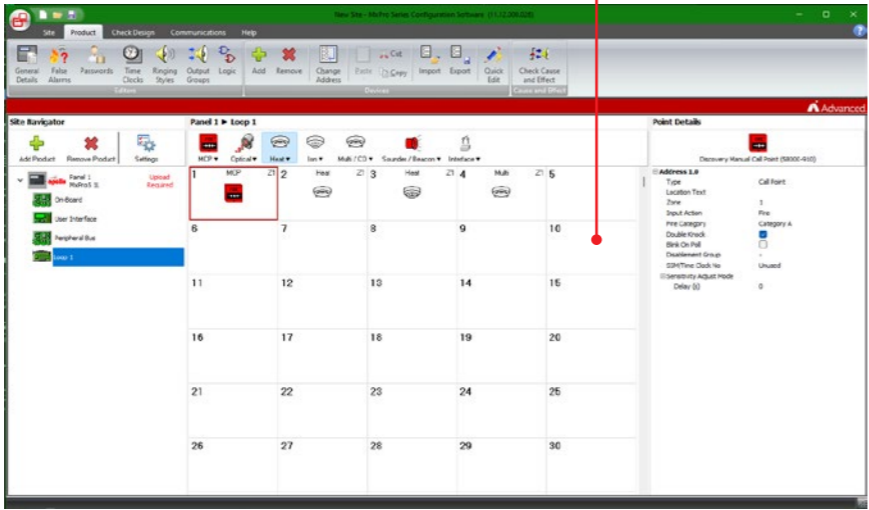 New Site - MxPro Series Configuration Software (11.12.208.028)
Site Product Check Design Communications Help
General Details False Alarms Passwords Time Clocks Ringing Styles Output Groups Logic Add Remove Change Address Paste Cut Copy Import Export Quick Edit Check Cause and Effect
Editors Devices Cause and Effect
Advanced
Site Navigator
Add Product Remove Product Settings
apollo Panel 1 Upload
MxPro5 SL Required
On-Board
User Interface
Peripheral Bus
Loop 1
Panel 1 ► Loop 1
MCP Optical Heat Ion Multi / CO Sounder / Beacon Interface
1 MCP Z1 2 Heat Z1 3 Heat Z1 4 Multi Z1 5
6 7 8 9 10
11 12 13 14 15
16 17 18 19 20
21 22 23 24 25
26 27 28 29 30
Point Details
Discovery Manual Call Point (58000-910)
Address 1.0
Type Call Point
Location Text
Zone 1
Input Action Fire
Fire Category Category A
Double Knock
Blink On Poll
Disablement Group -
SSM/Time Clock No Unused
Sensitivity Adjust Mode
Delay (s) 0